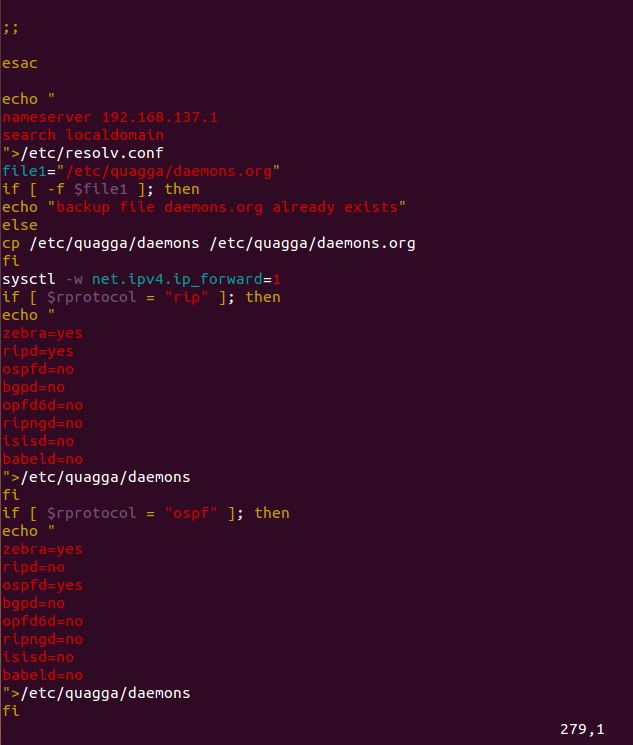 ;;
esac
echo "
nameserver 192.168.137.1
search localdomain
">/etc/resolv.conf
file1="/etc/quagga/daemons.org"
if [ -f $file1 ]; then
echo "backup file daemons.org already exists"
else
cp /etc/quagga/daemons /etc/quagga/daemons.org
fi
sysctl -w net.ipv4.ip_forward=1
if [ $rprotocol = "rip" ]; then
echo "
zebra=yes
ripd=yes
ospfd=no
bgpd=no
opfd6d=no
ripngd=no
isisd=no
babeld=no
">/etc/quagga/daemons
fi
if [ $rprotocol = "ospf" ]; then
echo "
zebra=yes
ripd=no
ospfd=yes
bgpd=no
opfd6d=no
ripngd=no
isisd=no
babeld=no
">/etc/quagga/daemons
fi
279,1